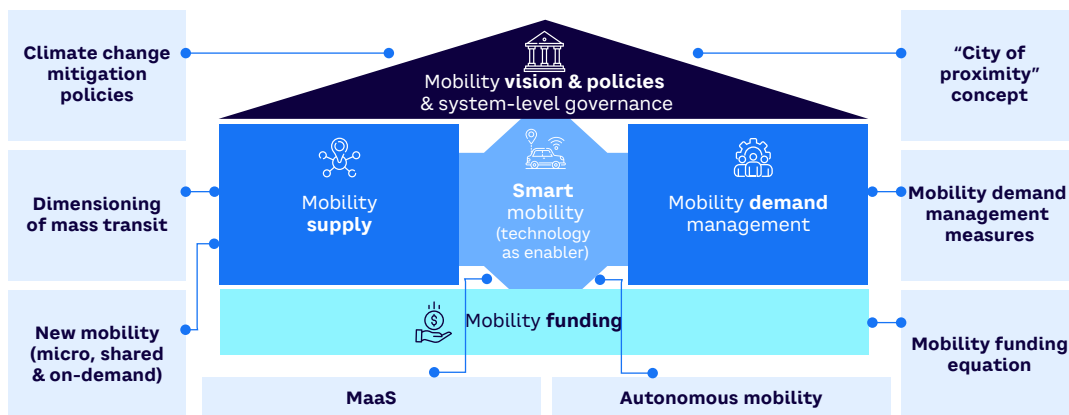 Climate change
mitigation
policies
Mobility vision & policies
& system-level governance
“City of
proximity”
concept
Dimensioning
of mass transit
Mobility
supply
Smart
mobility
(technology
as enabler)
Mobility demand
management
Mobility demand
management
measures
New mobility
(micro, shared
& on-demand)
$
Mobility funding
Mobility funding
equation
MaaS
Autonomous mobility